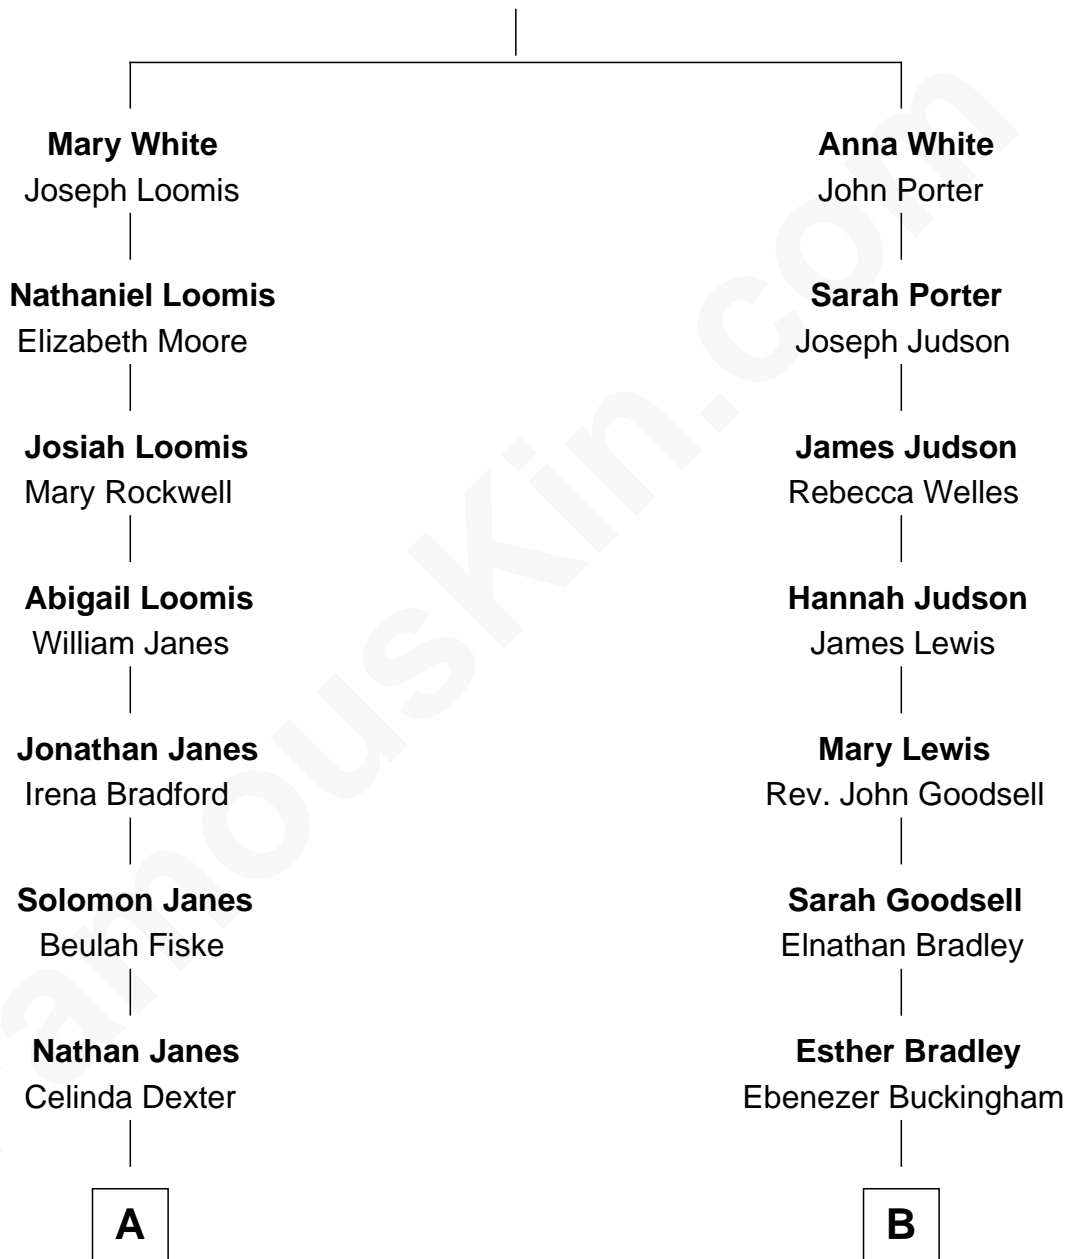 Mary White
Joseph Loomis
Nathaniel Loomis
Elizabeth Moore
Josiah Loomis
Mary Rockwell
Abigail Loomis
William Janes
Jonathan Janes
Irena Bradford
Solomon Janes
Beulah Fiske
Nathan Janes
Celinda Dexter
A
Anna White
John Porter
Sarah Porter
Joseph Judson
James Judson
Rebecca Welles
Hannah Judson
James Lewis
Mary Lewis
Rev. John Goodsell
Sarah Goodsell
Elnathan Bradley
Esther Bradley
Ebenezer Buckingham
B
amousKin.com